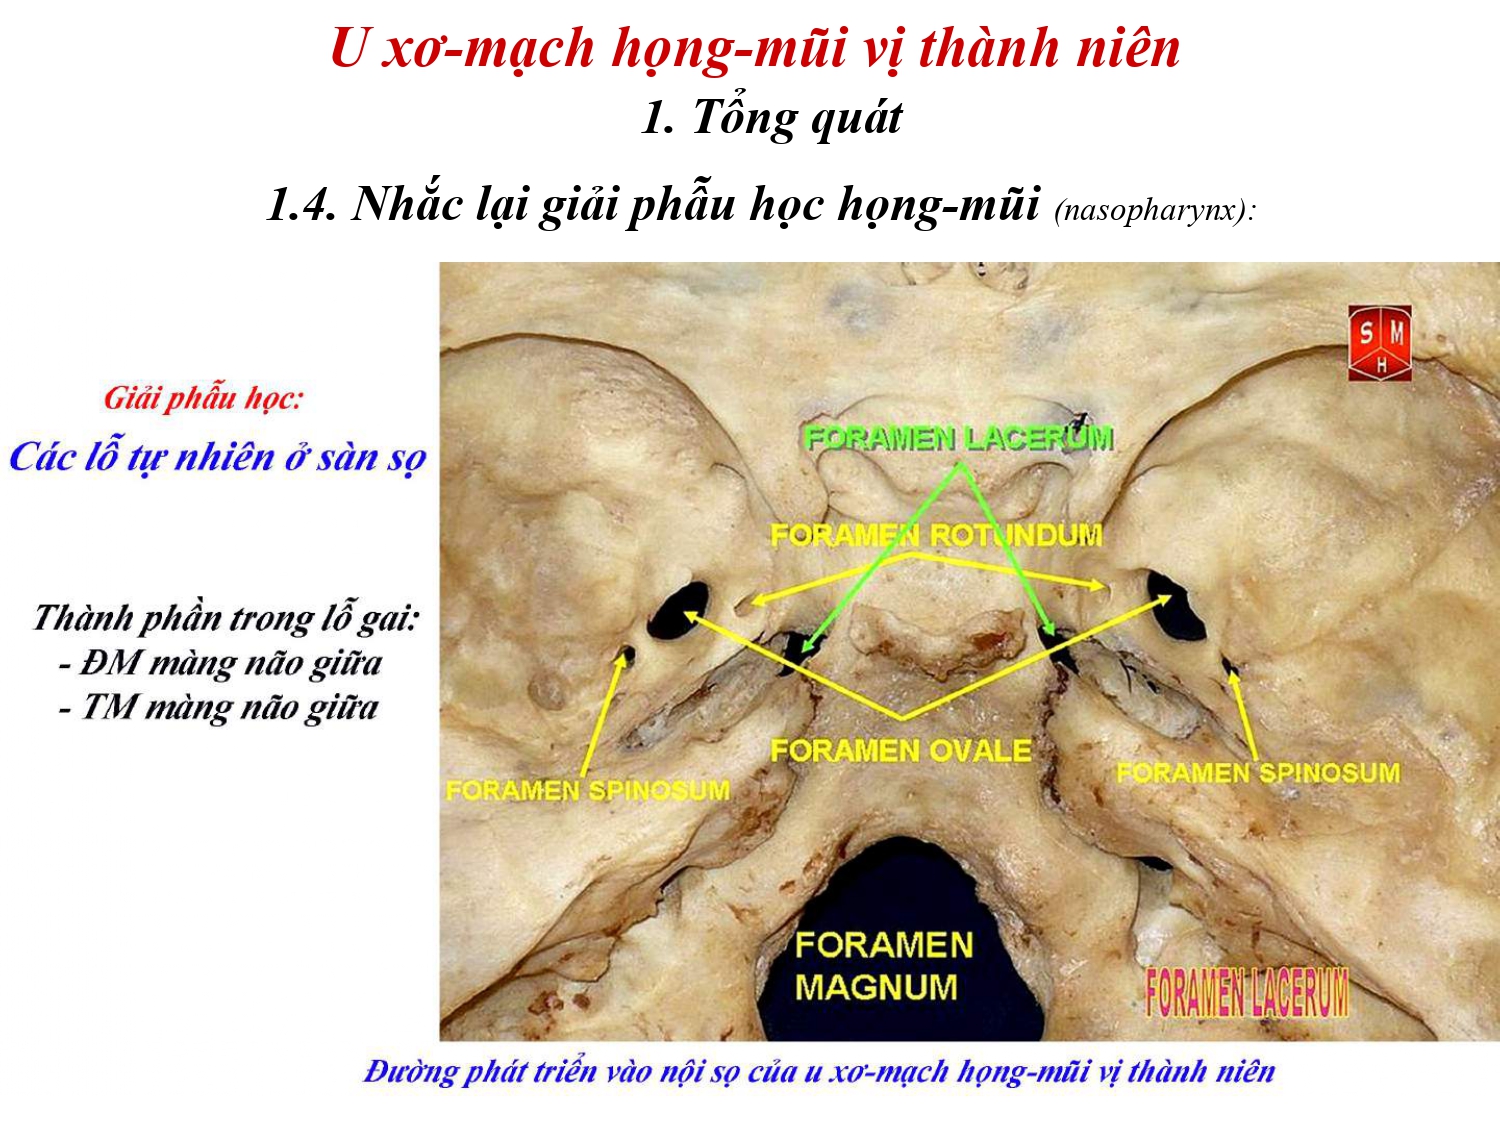 U xơ-mạch họng-mũi vị thành niên
1. Tổng quát
1.4. Nhắc lại giải phẫu học họng-mũi (nasopharynx):
Giải phẫu học:
Các lỗ tự nhiên ở sàn sọ
Thành phần trong lỗ gai:
- ĐM màng não giữa
- TM màng não giữa
S M
H
FORAMEN LACERUM
FORAMEN ROTUNDUM
FORAMEN OVALE
FORAMEN SPINOSUM
FORAMEN SPINOSUM
FORAMEN
MAGNUM
FORAMEN LACERUM
Đường phát triển vào nội sọ của u xơ-mạch họng-mũi vị thành niên